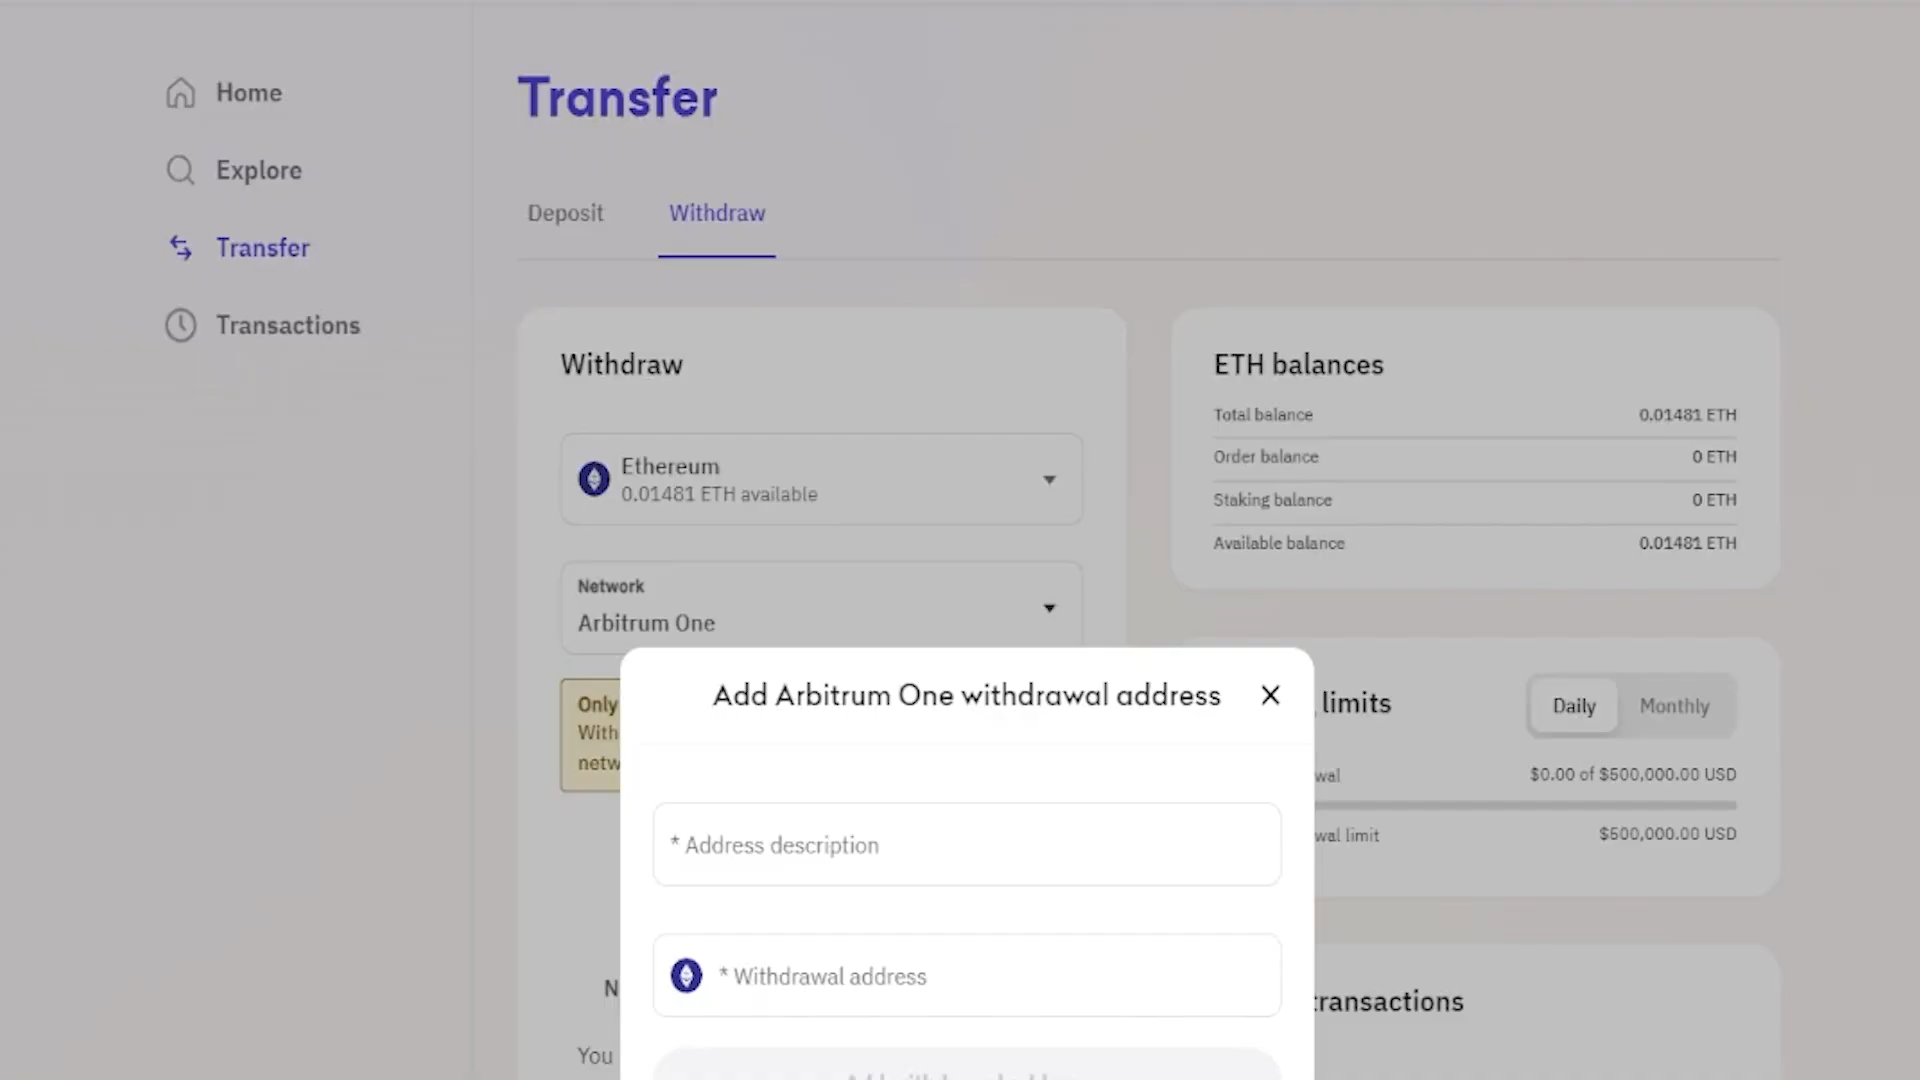 Home
Explore
Transfer
Transactions
Transfer
Deposit
Withdraw
Withdraw
Ethereum
0.01481 ETH available
Network
Arbitrum One
Only
With
netw
N
You
ETH balances
Total balance 0.01481 ETH
Order balance 0 ETH
Staking balance 0 ETH
Available balance 0.01481 ETH
limits
Daily
Monthly
wal $0.00 of $500,000.00 USD
wal limit $500,000.00 USD
transactions
Add Arbitrum One withdrawal address
* Address description
* Withdrawal address